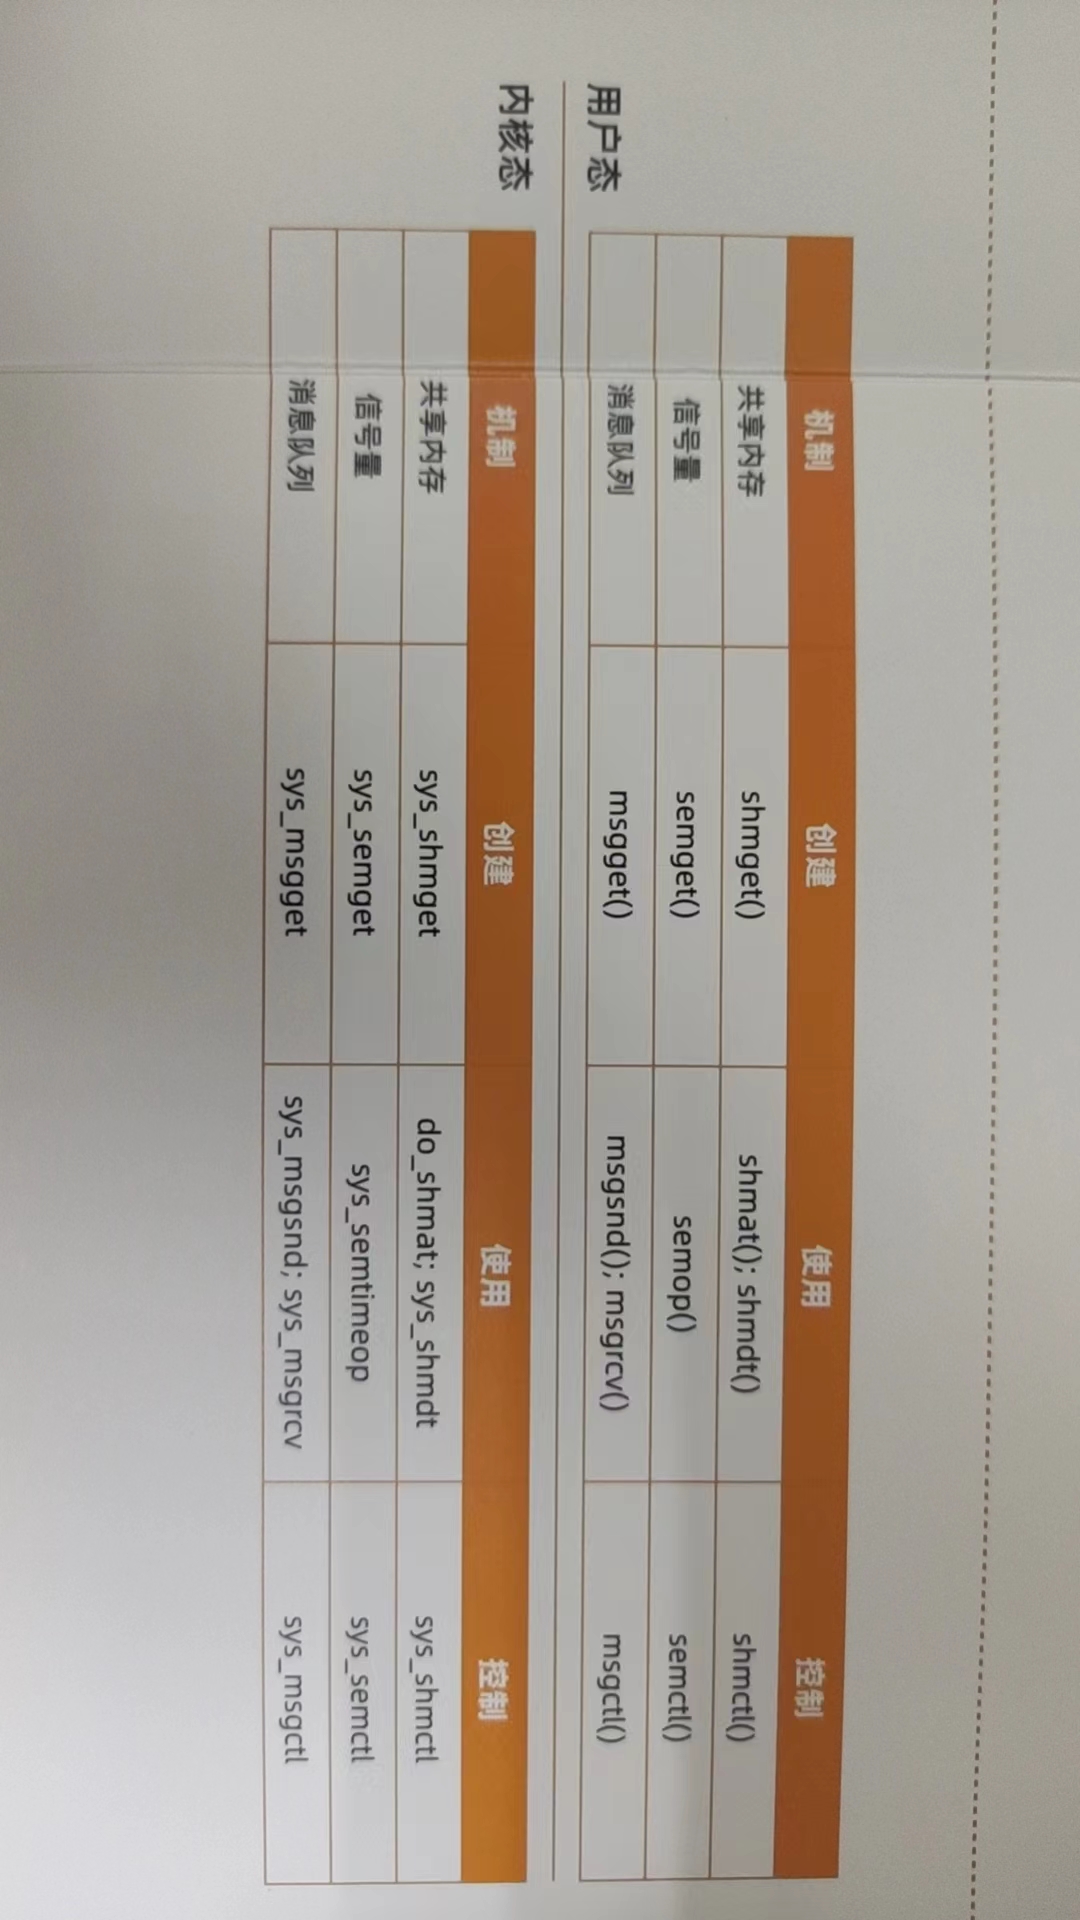 用户态
机制 创建 使用 控制
共享内存 shmget() shmat(); shmdt() shmctl()
信号量 semget() semop() semctl()
消息队列 msgget() msgsnd(); msgrcv() msgctl()
内核态
机制 创建 使用 控制
共享内存 sys_shmget do_shmat; sys_shmdt sys_shmctl
信号量 sys_semget sys_semtimeop sys_semctl
消息队列 sys_msgget sys_msgsnd; sys_msgrcv sys_msgctl